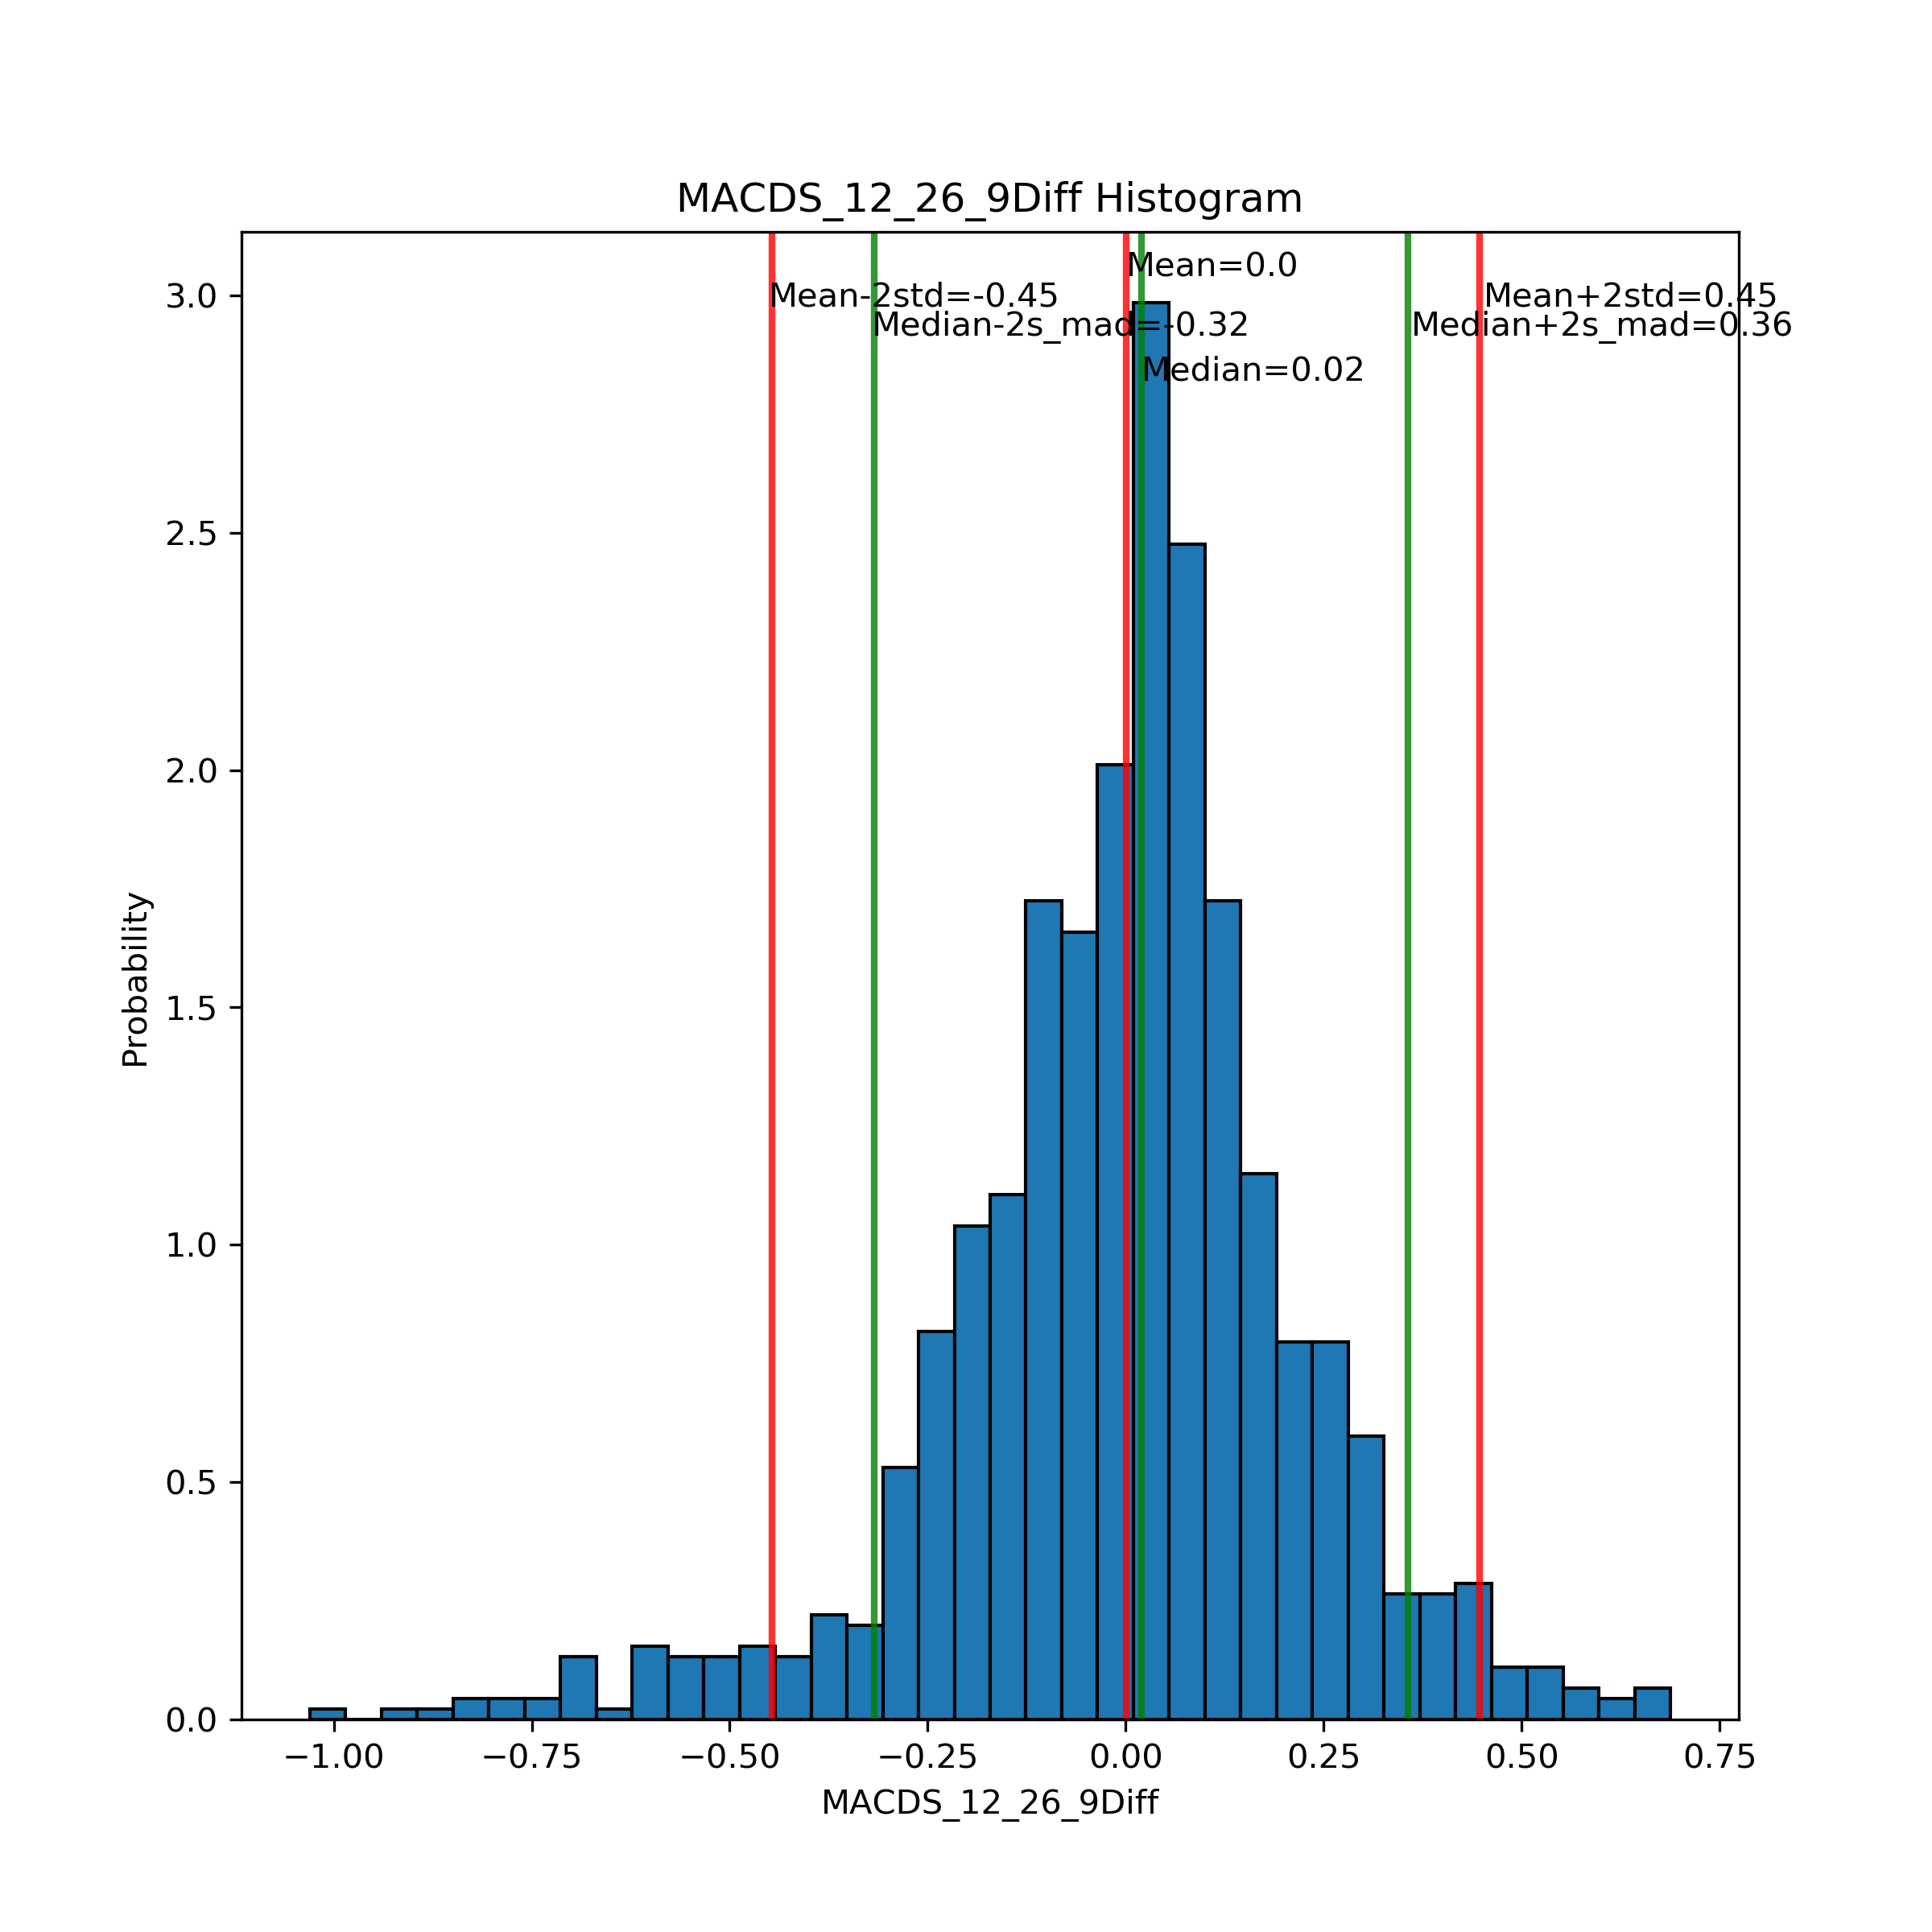 MACDS_12_26_9Diff Histogram
Mean=0.0
Mean-2std=-0.45
Mean+2std=0.45
Median-2s_mad=-0.32
Median+2s_mad=0.36
Median=0.02
3.0
2.5
2.0
1.5
1.0
0.5
0.0
Probability
−1.00 −0.75 −0.50 −0.25 0.00 0.25 0.50 0.75
MACDS_12_26_9Diff